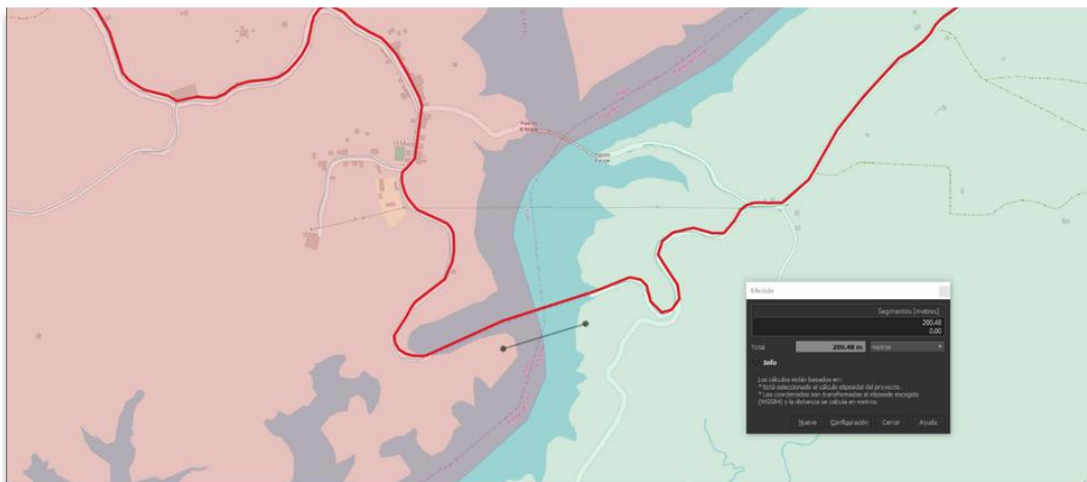 El Mazo
Medida
Segmentos [metros]
200.48
0.00
Total
200.48 m
metros
Info
Los cálculos están basados en:
* Está seleccionado el cálculo elipsoidal del proyecto.
* Las coordenadas son transformadas al elipsoide escogido
(WGS84) y la distancia se calcula en metros.
Nueva
Configuración
Cerrar
Ayuda